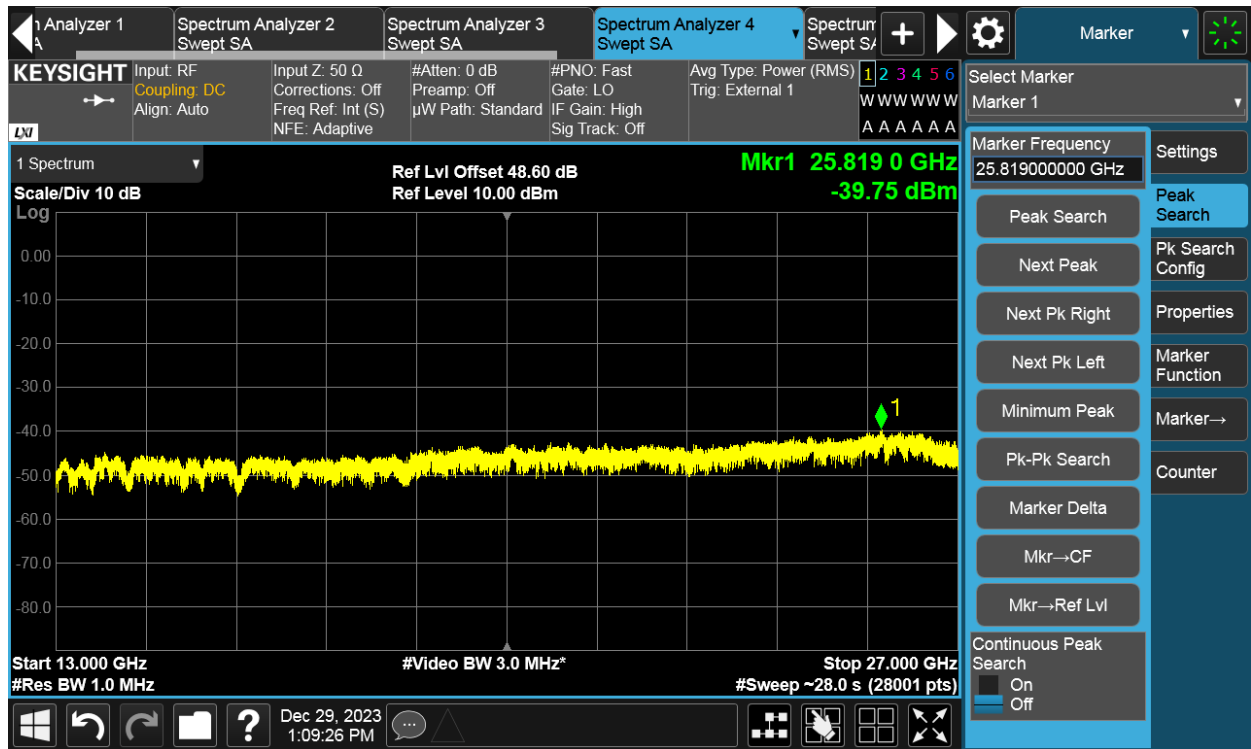 n Analyzer 1
A
Spectrum Analyzer 2
Swept SA
Spectrum Analyzer 3
Swept SA
Spectrum Analyzer 4
Swept SA
Spectrum
Swept SA
Marker
KEYSIGHT
LXI
Input: RF
Coupling: DC
Align: Auto
Input Z: 50 Ω
Corrections: Off
Freq Ref: Int (S)
NFE: Adaptive
#Atten: 0 dB
Preamp: Off
µW Path: Standard
#PNO: Fast
Gate: LO
IF Gain: High
Sig Track: Off
Avg Type: Power (RMS)
Trig: External 1
1 2 3 4 5 6
W W W W W W
A A A A A A
Select Marker
Marker 1
1 Spectrum
Scale/Div 10 dB
Log
Ref Lvl Offset 48.60 dB
Ref Level 10.00 dBm
Mkr1 25.819 0 GHz
-39.75 dBm
0.00
-10.0
-20.0
-30.0
-40.0
-50.0
-60.0
-70.0
-80.0
1
Start 13.000 GHz
#Res BW 1.0 MHz
#Video BW 3.0 MHz*
Stop 27.000 GHz
#Sweep ~28.0 s (28001 pts)
Marker Frequency
25.819000000 GHz
Peak Search
Next Peak
Next Pk Right
Next Pk Left
Minimum Peak
Pk-Pk Search
Marker Delta
Mkr→CF
Mkr→Ref Lvl
Continuous Peak
Search
On
Off
Settings
Peak
Search
Pk Search
Config
Properties
Marker
Function
Marker→
Counter
?
Dec 29, 2023
1:09:26 PM